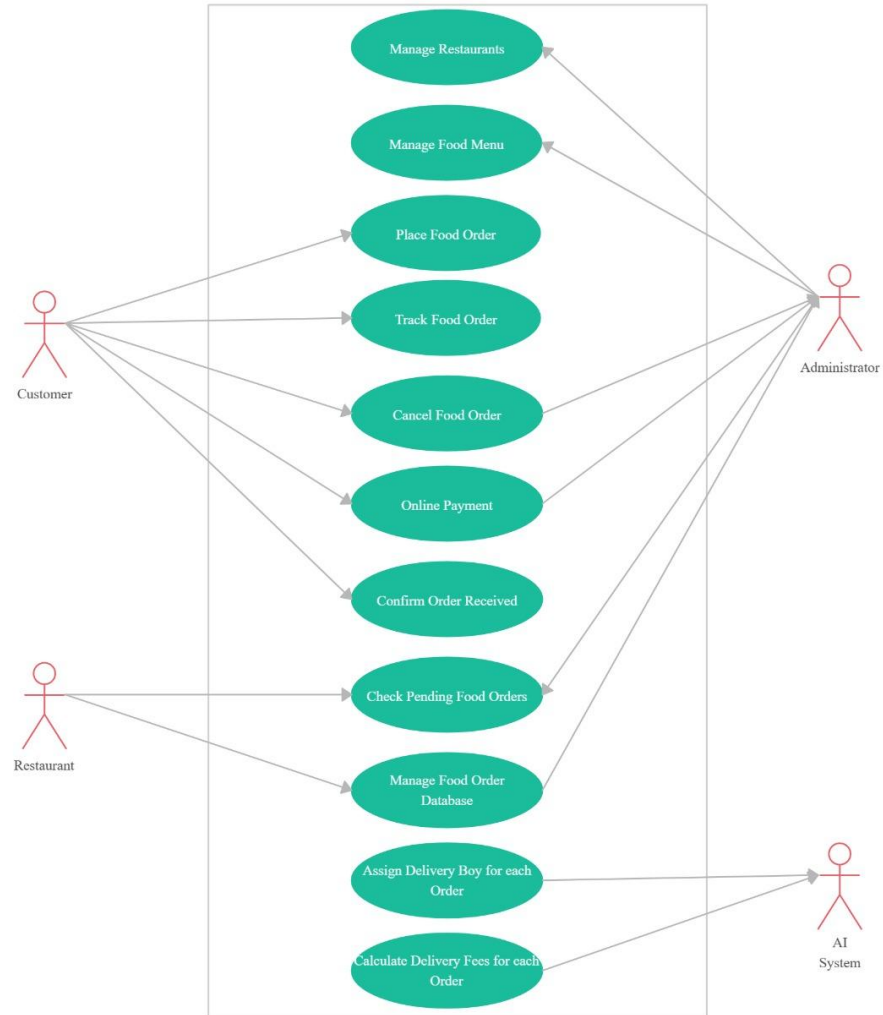 Manage Restaurants
Manage Food Menu
Place Food Order
Track Food Order
Customer
Administrator
Cancel Food Order
Online Payment
Confirm Order Received
Check Pending Food Orders
Restaurant
Manage Food Order
Database
Assign Delivery Boy for each
Order
AI
System
Calculate Delivery Fees for each
Order